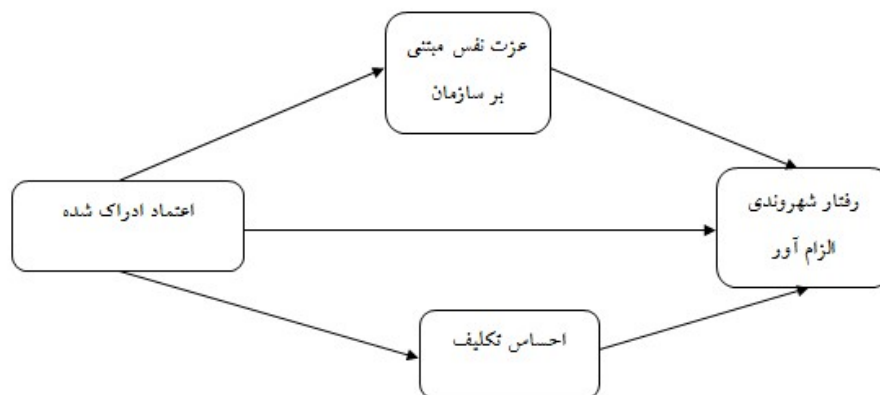 عزت نفس مبتنی
بر سازمان
اعتماد ادراک شده
رفتار شهروندی
الزام آور
احساس تکلیف